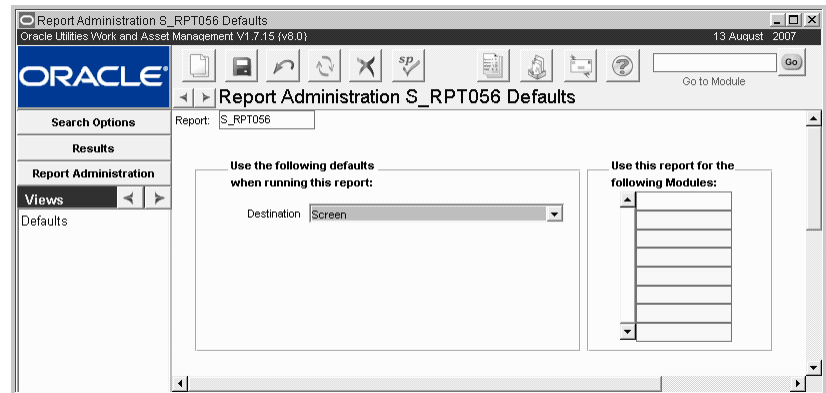 Report Administration S_RPT056 Defaults
Oracle Utilities Work and Asset Management V1.7.15 {v8.0}
13 August 2007
ORACLE
sp
Go
Go to Module
Report Administration S_RPT056 Defaults
Search Options
Results
Report Administration
Views
Defaults
Report: S_RPT056
Use the following defaults
when running this report:
Destination Screen
Use this report for the
following Modules: